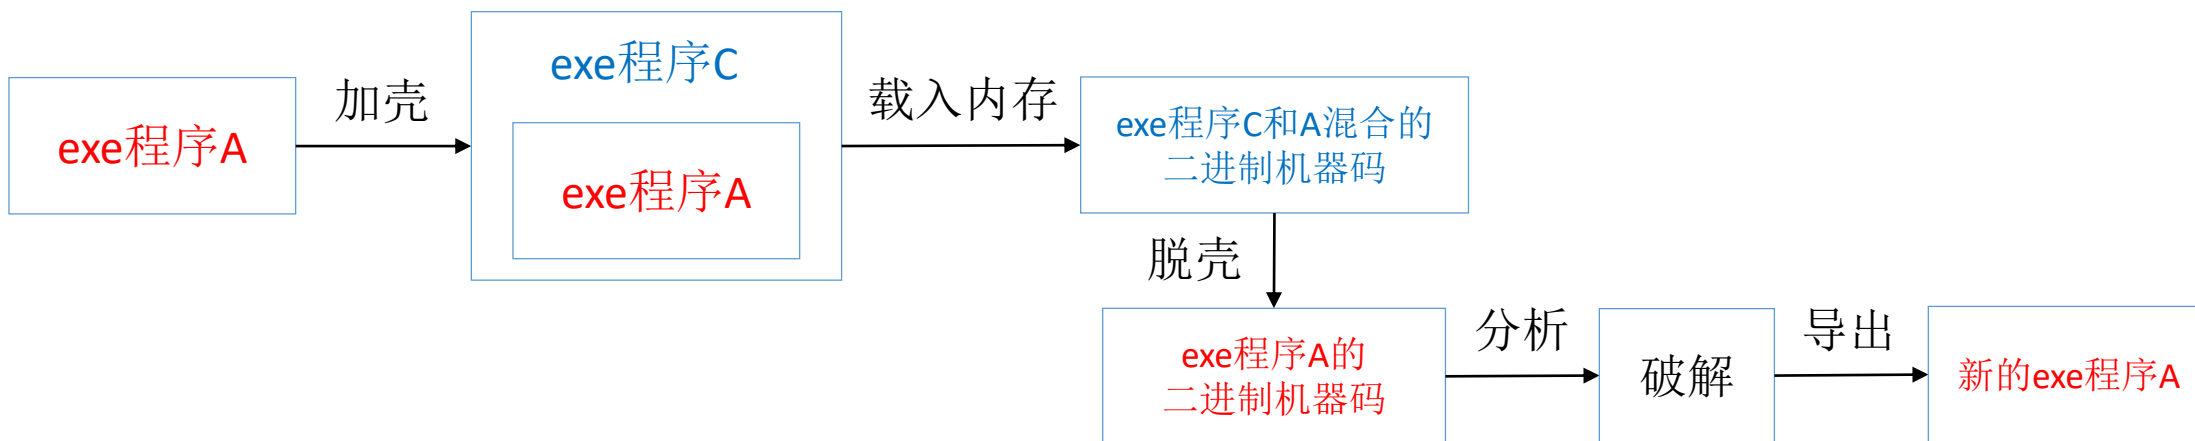 exe程序A
加壳
exe程序C
exe程序A
载入内存
exe程序C和A混合的
二进制机器码
脱壳
exe程序A的
二进制机器码
分析
破解
导出
新的exe程序A